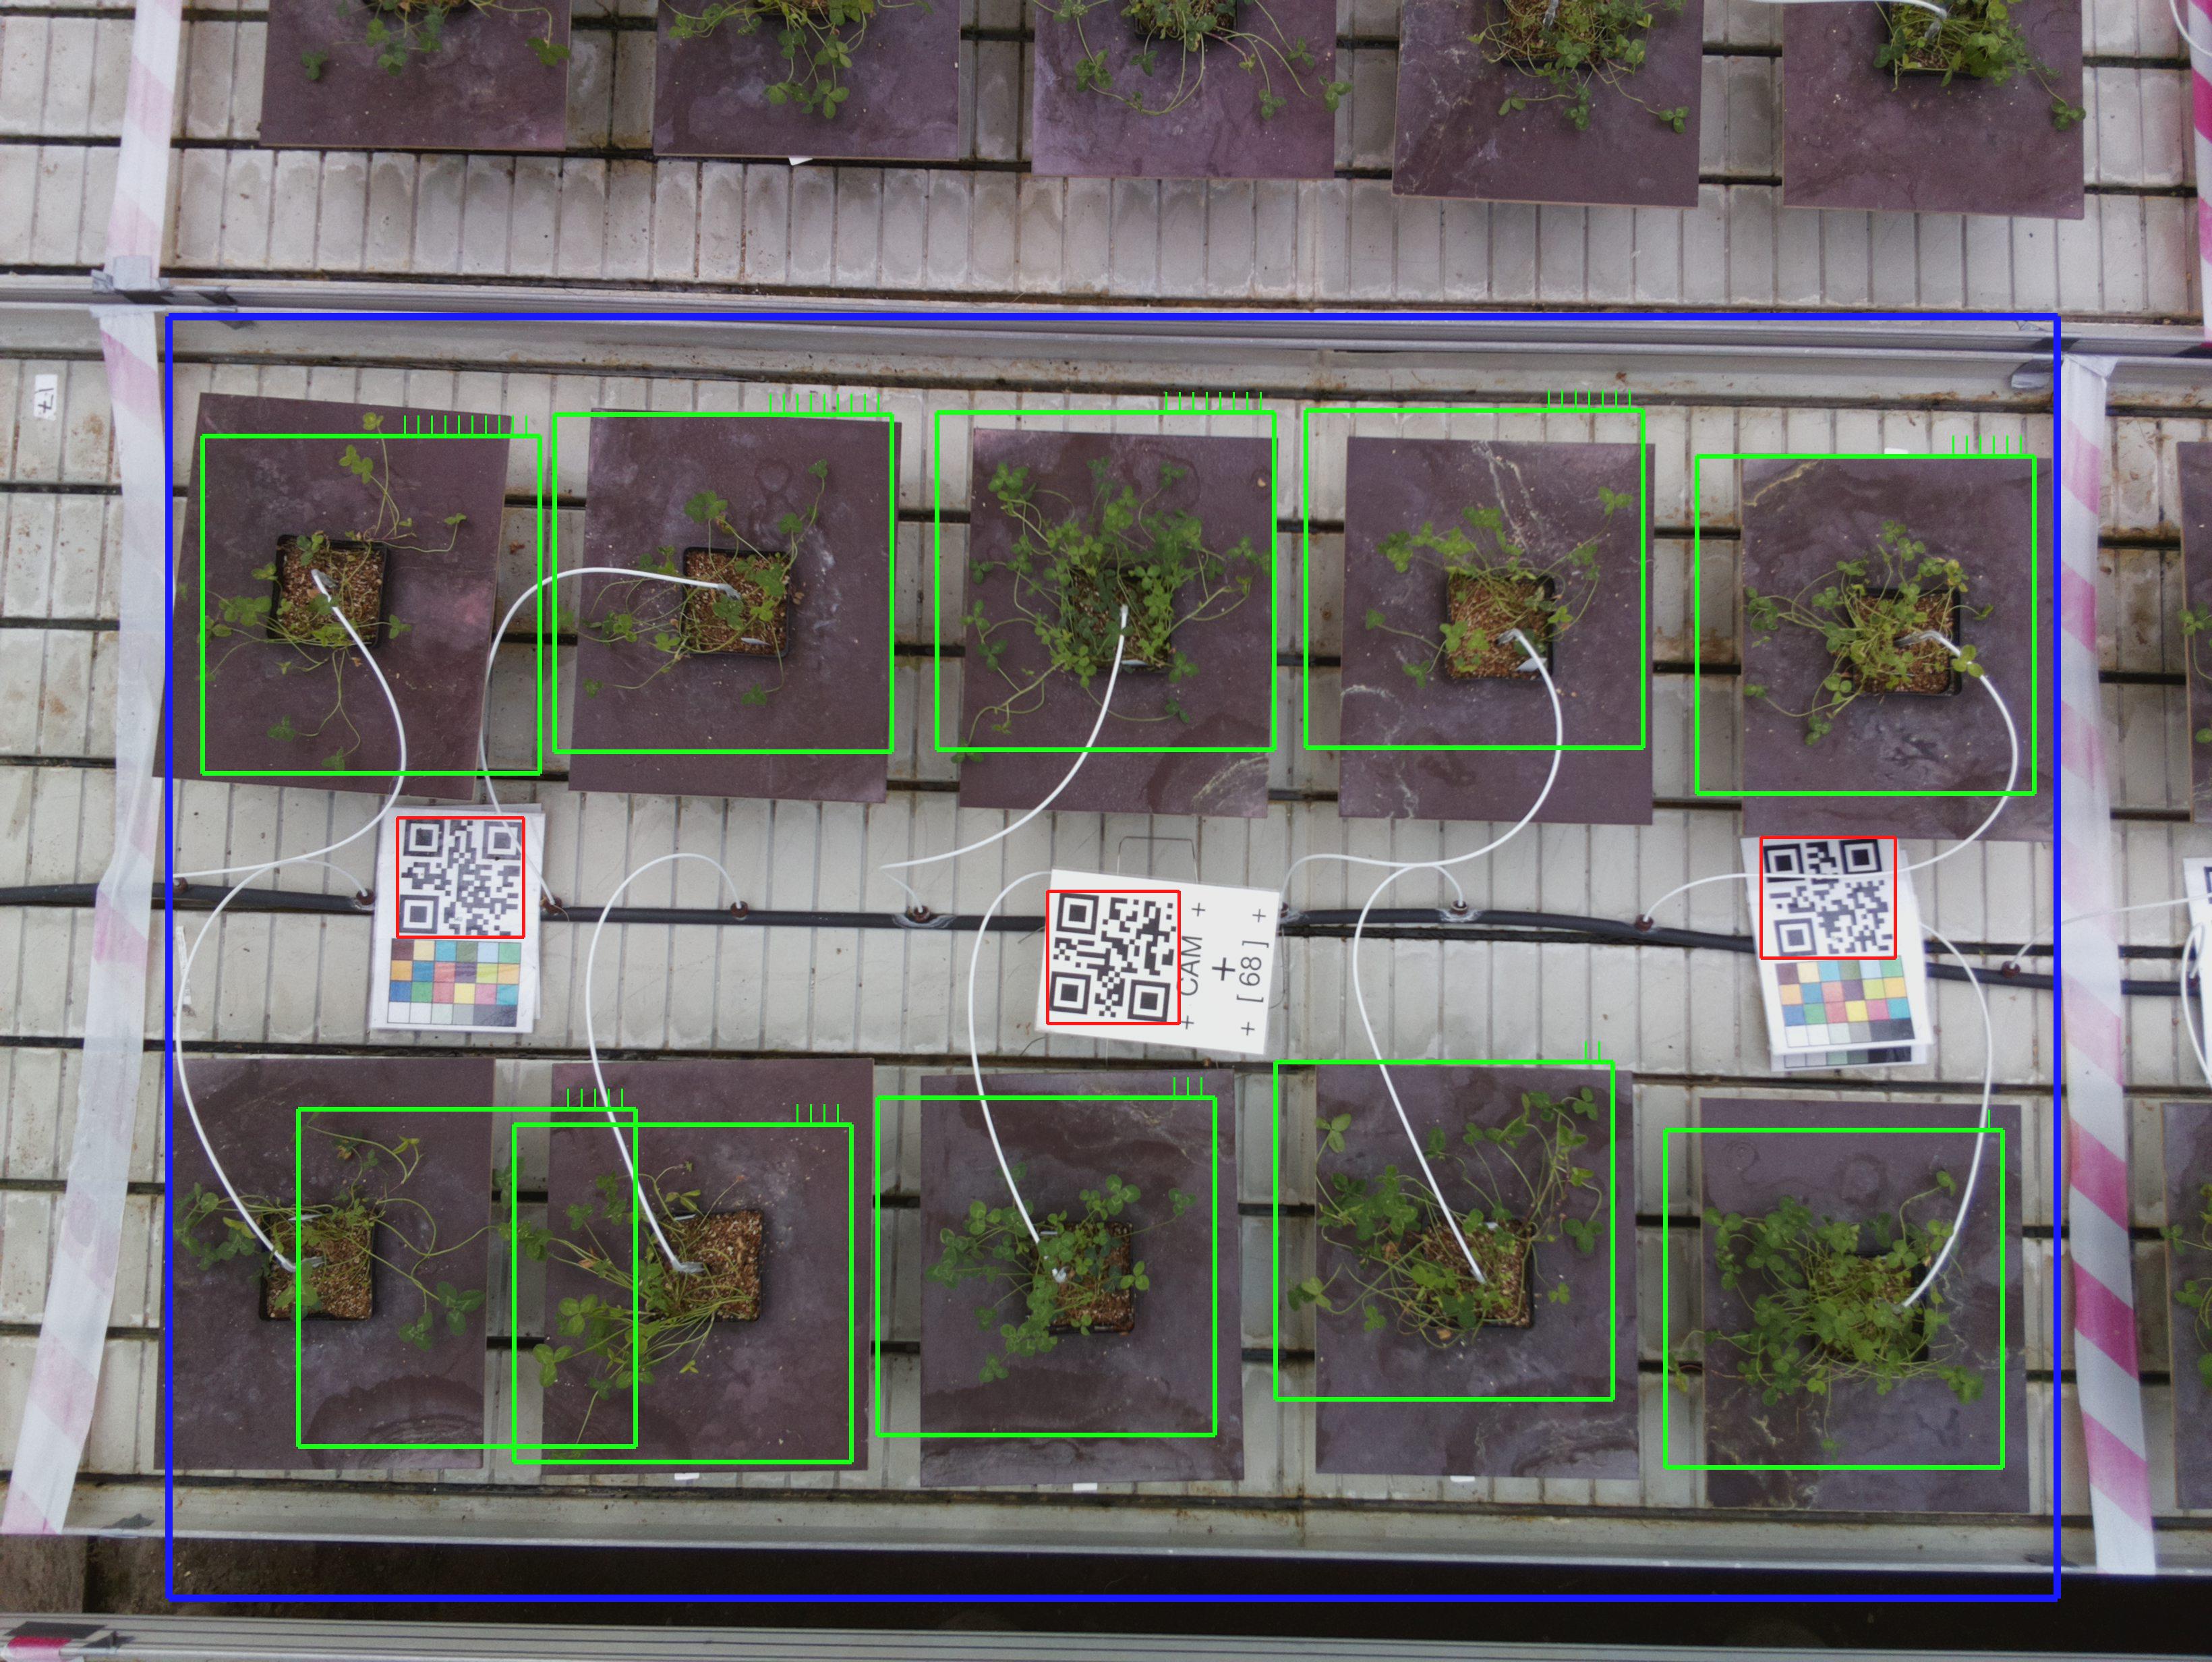 17
+ CAM +
+
+ [68] +